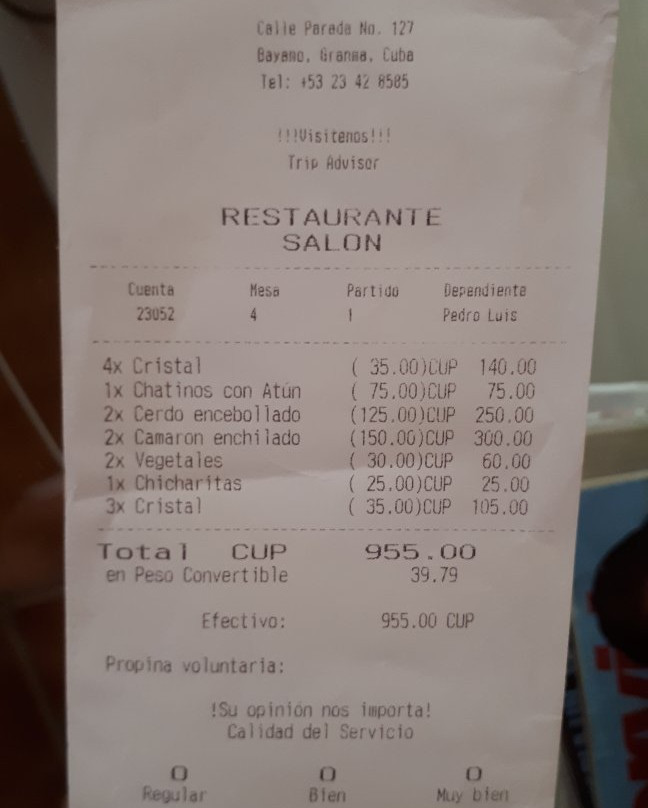 Calle Parada No. 127
Bayamo, Granma, Cuba
Tel: +53 23 42 8585
!!!Visitenos!!!
Trip Advisor
RESTAURANTE
SALON
Cuenta Mesa Partida Dependiente
23052 4 1 Pedro Luis
4x Cristal ( 35.00)CUP 140.00
1x Chatinos con Atún ( 75.00)CUP 75.00
2x Cerdo encebollado (125.00)CUP 250.00
2x Camaron enchilado (150.00)CUP 300.00
2x Vegetales ( 30.00)CUP 60.00
1x Chicharitas ( 25.00)CUP 25.00
3x Cristal ( 35.00)CUP 105.00
Total CUP 955.00
en Peso Convertible 39.79
Efectivo: 955.00 CUP
Propina voluntaria:
!Su opinión nos importa!
Calidad del Servicio
O O O
Regular Bien Muy bien